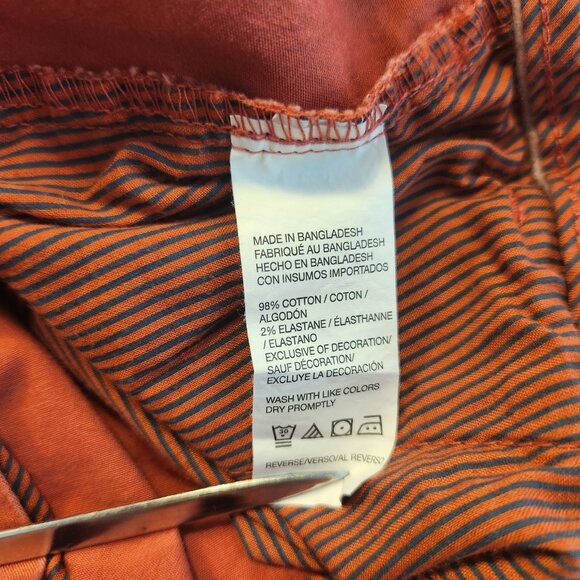 MADE IN BANGLADESH
FABRIQUÉ AU BANGLADESH
HECHO EN BANGLADESH
CON INSUMOS IMPORTADOS
98% COTTON / COTON /
ALGODÓN
2% ELASTANE / ÉLASTHANNE
/ ELASTANO
EXCLUSIVE OF DECORATION/
SAUF DÉCORATION/
EXCLUYE LA DECORACIÓN
WASH WITH LIKE COLORS
DRY PROMPTLY
30
REVERSE/VERSO/AL REVERSO